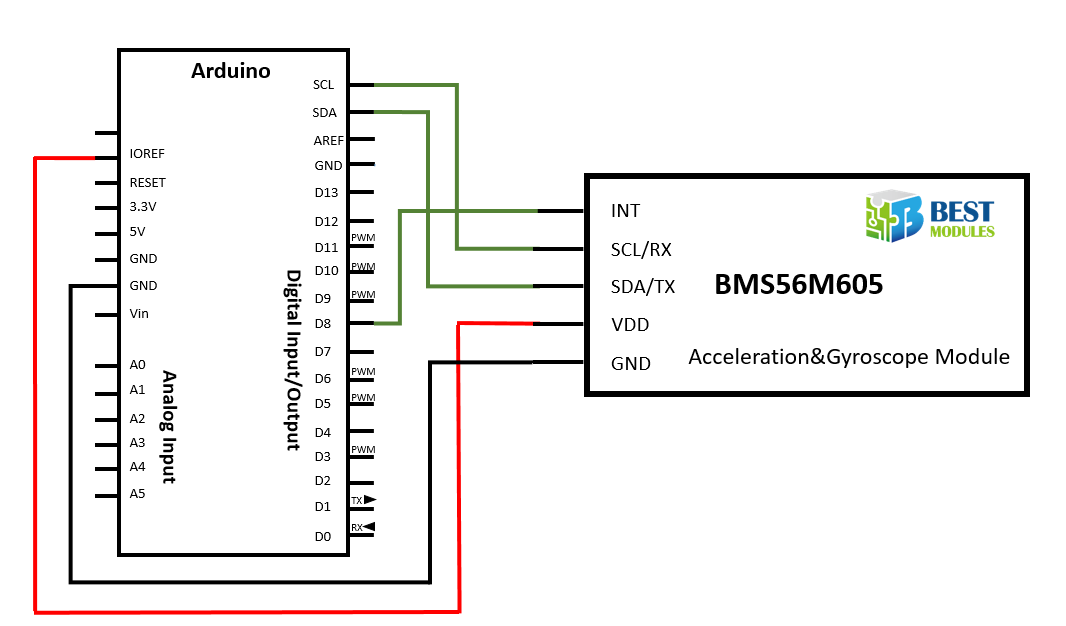 Arduino
IOREF
RESET
3.3V
5V
GND
GND
Vin
A0
A1
A2
A3
A4
A5
Analog Input
SCL
SDA
AREF
GND
D13
D12
D11 PWM
D10 PWM
D9 PWM
D8
D7
D6 PWM
D5 PWM
D4
D3 PWM
D2
D1 TX
D0 RX
Digital Input/Output
INT
SCL/RX
SDA/TX
VDD
GND
BEST
MODULES
BMS56M605
Acceleration&Gyroscope Module